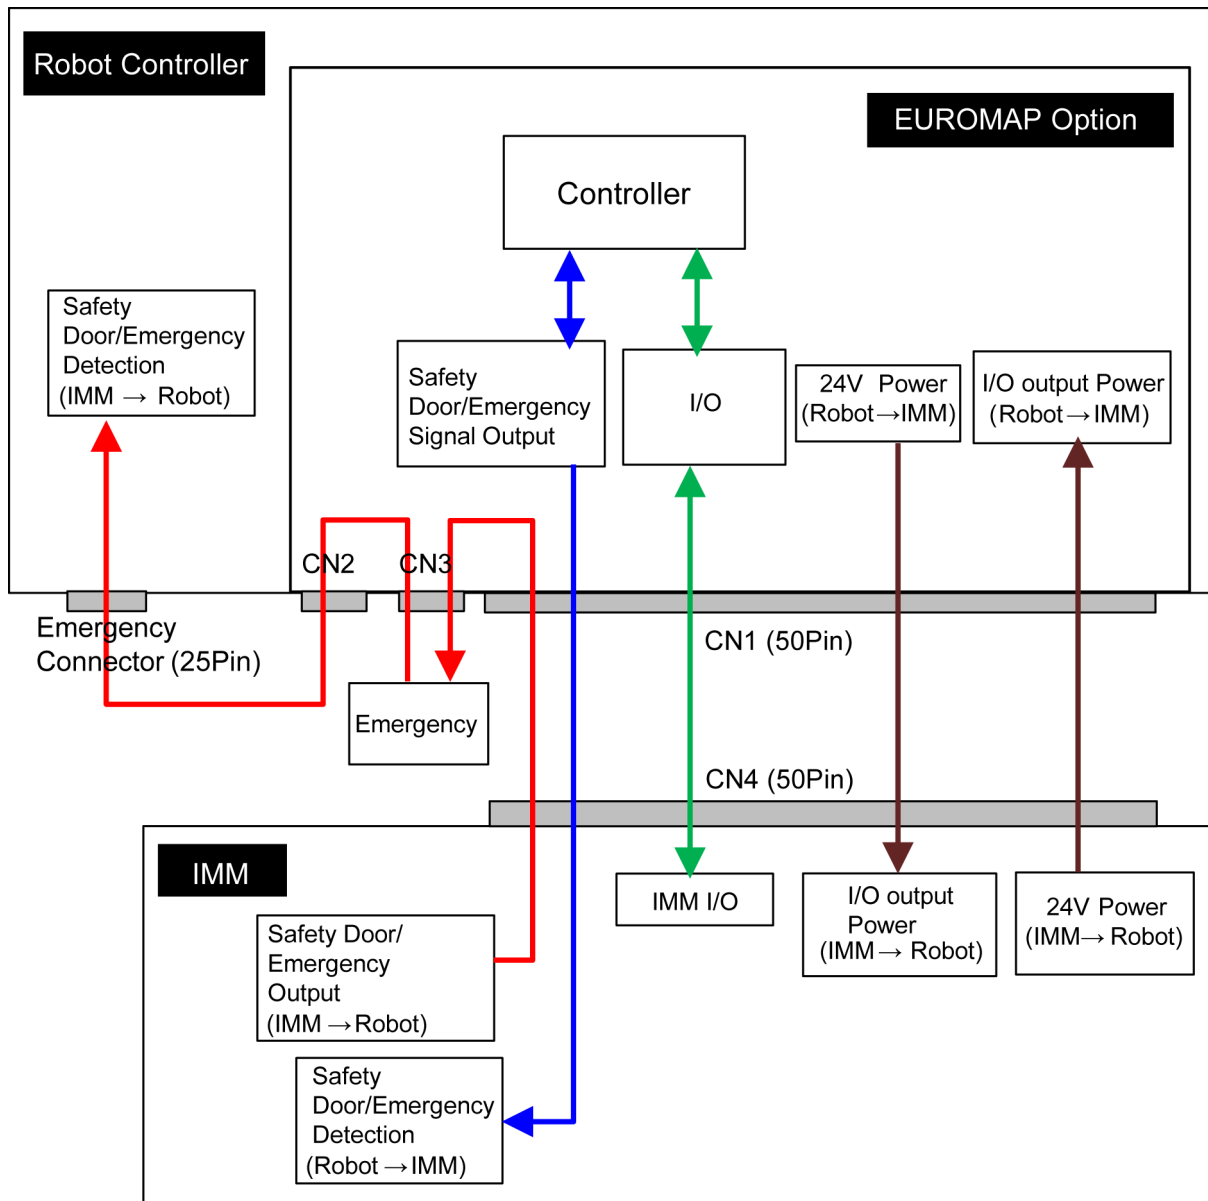 Robot Controller
EUROMAP Option
Controller
Safety
Door/Emergency
Detection
(IMM → Robot)
Safety
Door/Emergency
Signal Output
I/O
24V Power
(Robot→IMM)
I/O output Power
(Robot→IMM)
CN2
CN3
Emergency
Connector (25Pin)
CN1 (50Pin)
Emergency
CN4 (50Pin)
IMM
IMM I/O
I/O output
Power
(IMM→ Robot)
24V Power
(IMM→ Robot)
Safety Door/
Emergency
Output
(IMM →Robot)
Safety
Door/Emergency
Detection
(Robot →IMM)